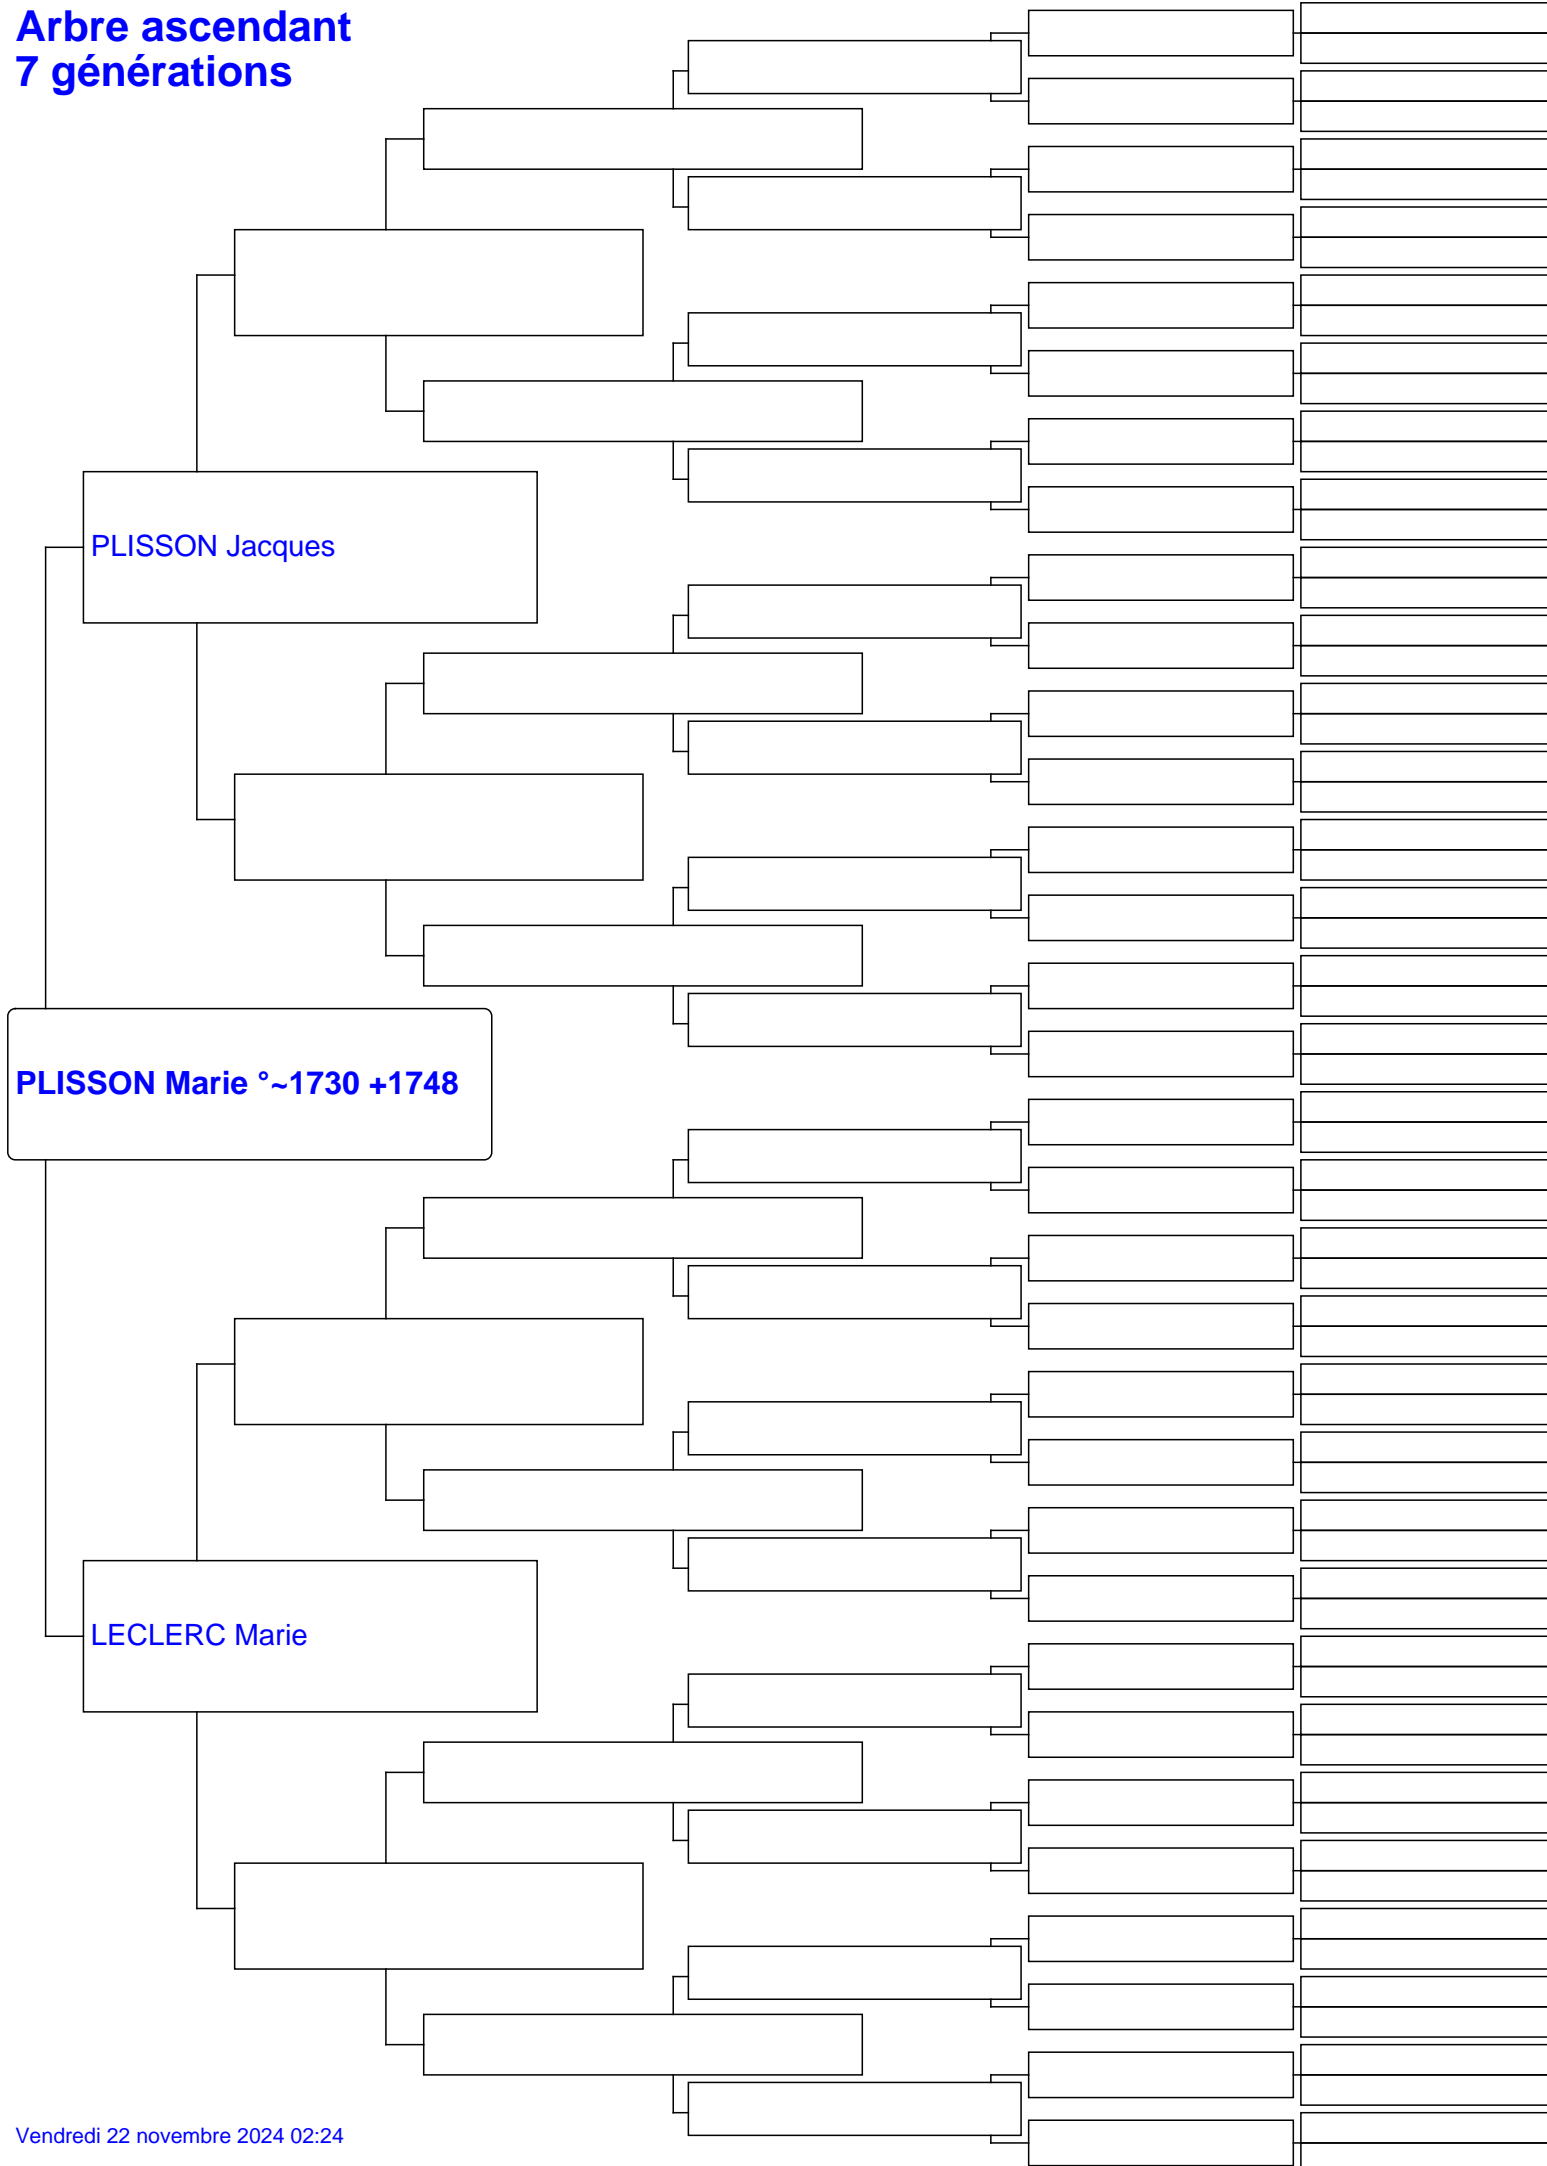 Arbre ascendant
7 générations
PLISSON Jacques
PLISSON Marie °~1730 +1748
LECLERC Marie
Vendredi 22 novembre 2024 02:24